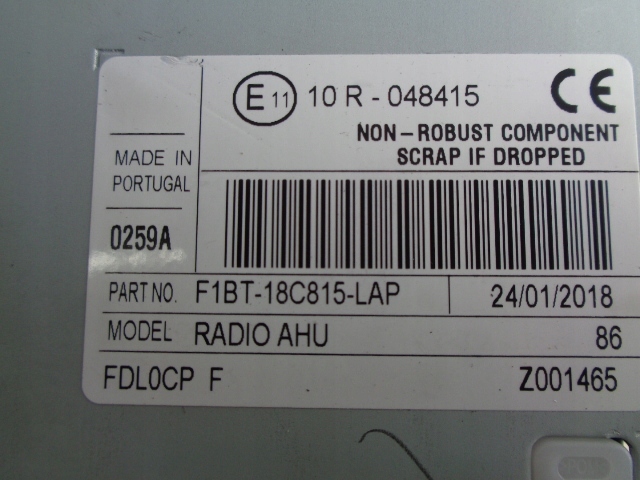 E 11 10 R - 048415 CE
NON-ROBUST COMPONENT
SCRAP IF DROPPED
MADE IN
PORTUGAL
0259A
PART NO. F1BT-18C815-LAP 24/01/2018
MODEL RADIO AHU 86
FDL0CP F Z001465